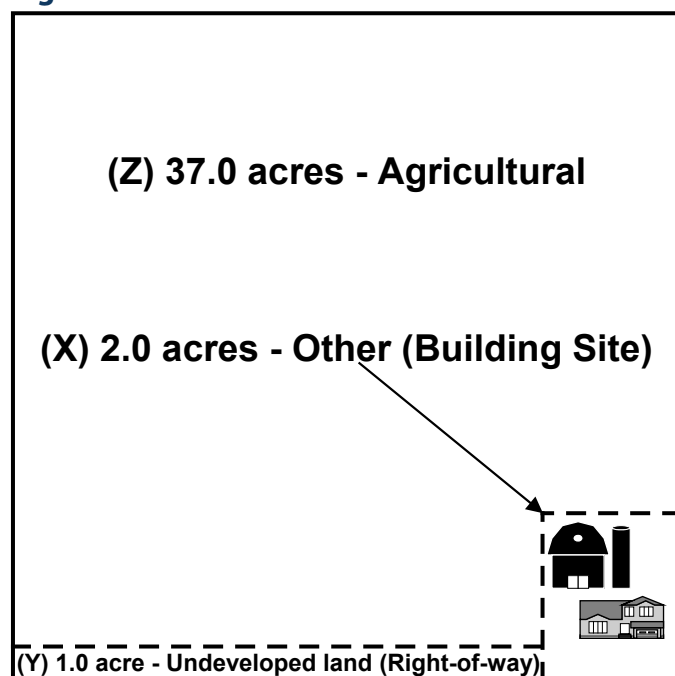 (Z) 37.0 acres - Agricultural
(X) 2.0 acres - Other (Building Site)
(Y) 1.0 acre - Undeveloped land (Right-of-way)